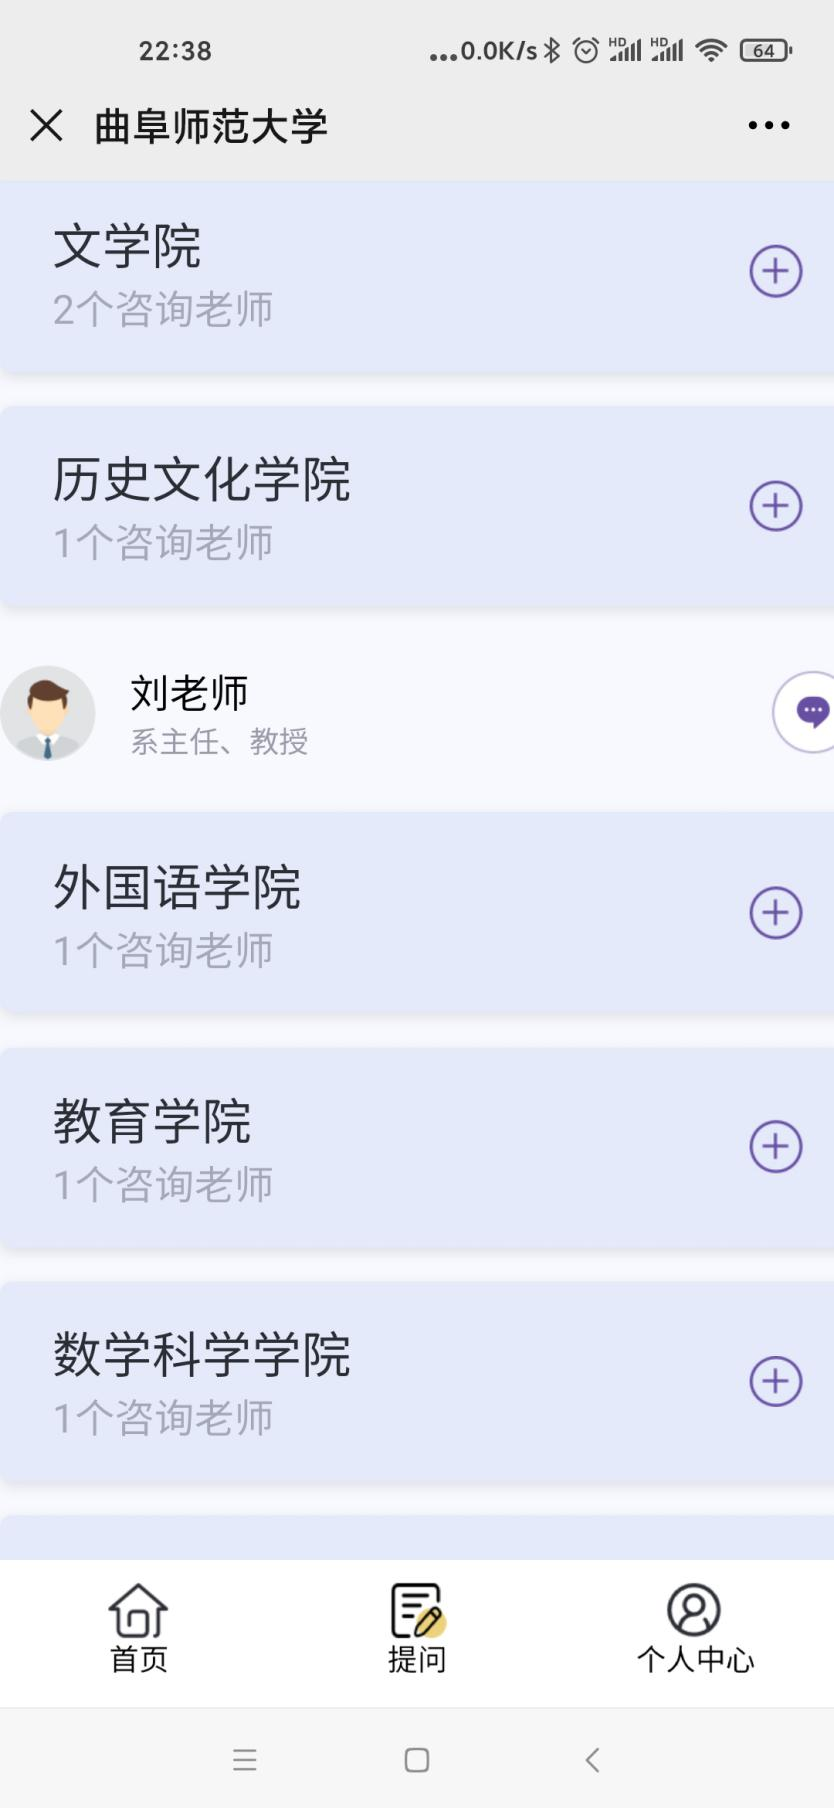 22:38
...0.0K/s HD HD 64
曲阜师范大学
文学院
2个咨询老师
历史文化学院
1个咨询老师
刘老师
系主任、教授
外国语学院
1个咨询老师
教育学院
1个咨询老师
数学科学学院
1个咨询老师
首页
提问
个人中心